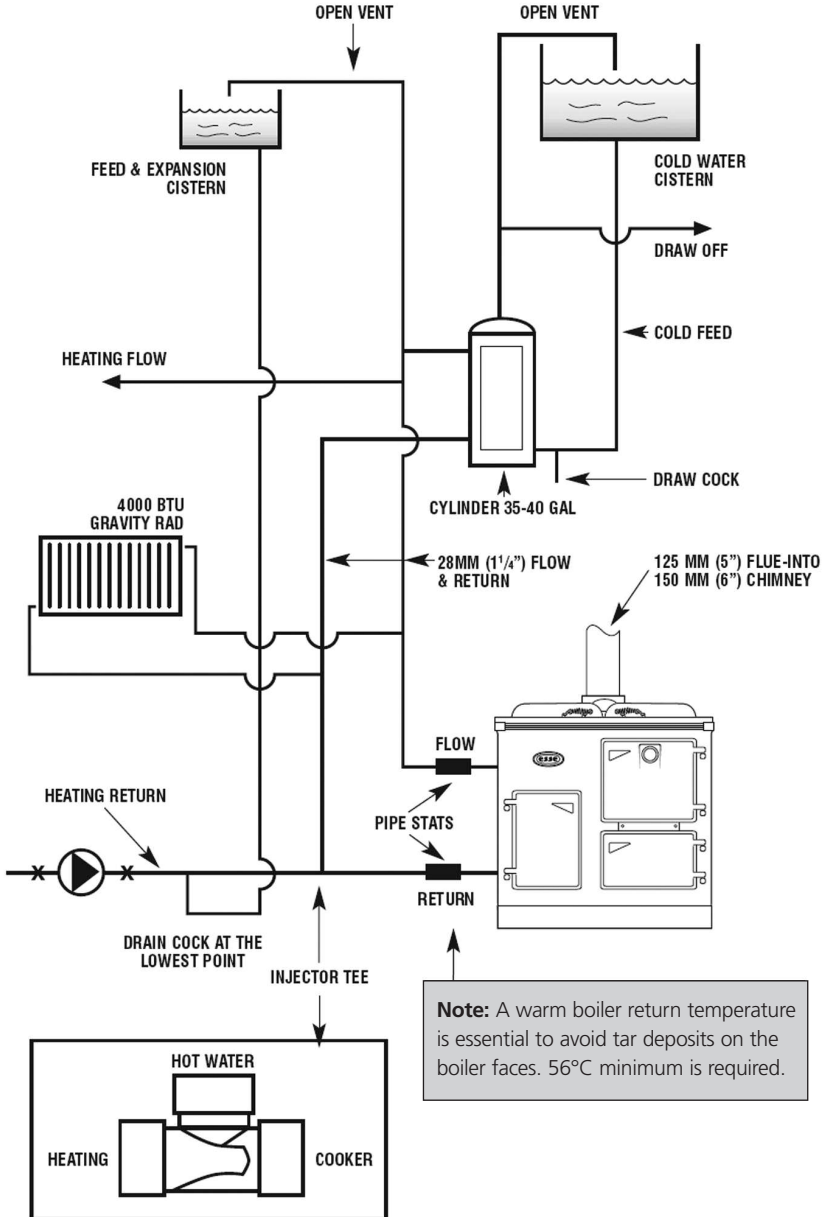 OPEN VENT
OPEN VENT
FEED & EXPANSION
CISTERN
COLD WATER
CISTERN
DRAW OFF
COLD FEED
HEATING FLOW
DRAW COCK
CYLINDER 35-40 GAL
4000 BTU
GRAVITY RAD
28MM (1¹/₄”) FLOW
& RETURN
125 MM (5”) FLUE-INTO
150 MM (6”) CHIMNEY
FLOW
esse
HEATING RETURN
PIPE STATS
RETURN
DRAIN COCK AT THE
LOWEST POINT
INJECTOR TEE
Note: A warm boiler return temperature
is essential to avoid tar deposits on the
boiler faces. 56°C minimum is required.
HOT WATER
HEATING
COOKER